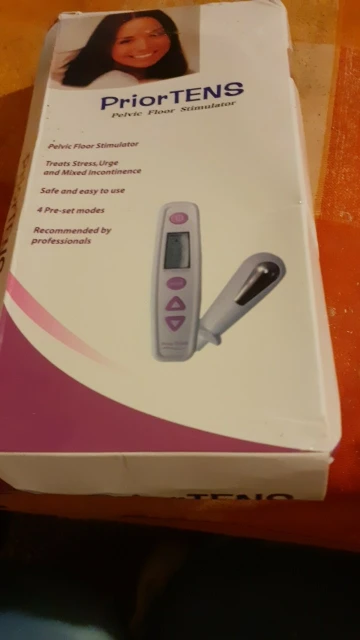 PriorTENS
Pelvic Floor Stimulator
Pelvic Floor Stimulator
Treats Stress,Urge
and Mixed Incontinence
Safe and easy to use
4 Pre-set modes
Recommended by
professionals